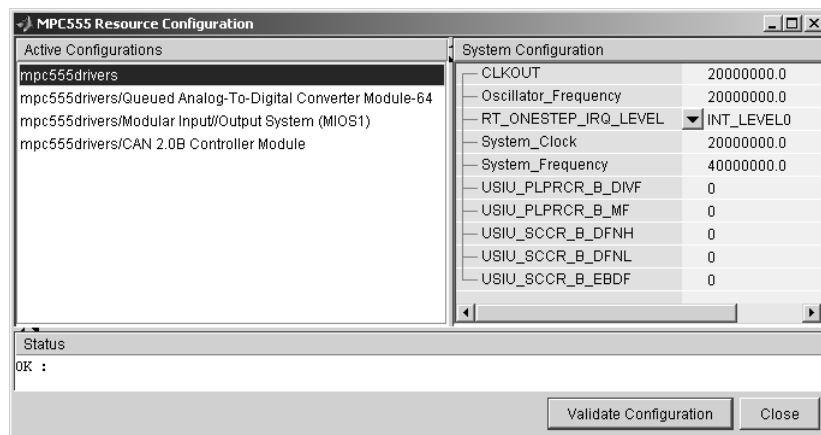 MPC555 Resource Configuration
Active Configurations
mpc555drivers
mpc555drivers/Queued Analog-To-Digital Converter Module-64
mpc555drivers/Modular Input//Output System (MIOS1)
mpc555drivers/CAN 2.0B Controller Module
System Configuration
CLKOUT 20000000.0
Oscillator_Frequency 20000000.0
RT_ONESTEP_IRQ_LEVEL INT_LEVEL0
System_Clock 20000000.0
System_Frequency 40000000.0
USIU_PLPRCR_B_DIVF 0
USIU_PLPRCR_B_MF 0
USIU_SCCR_B_DFNH 0
USIU_SCCR_B_DFNL 0
USIU_SCCR_B_EBDF 0
Status
OK :
Validate Configuration Close